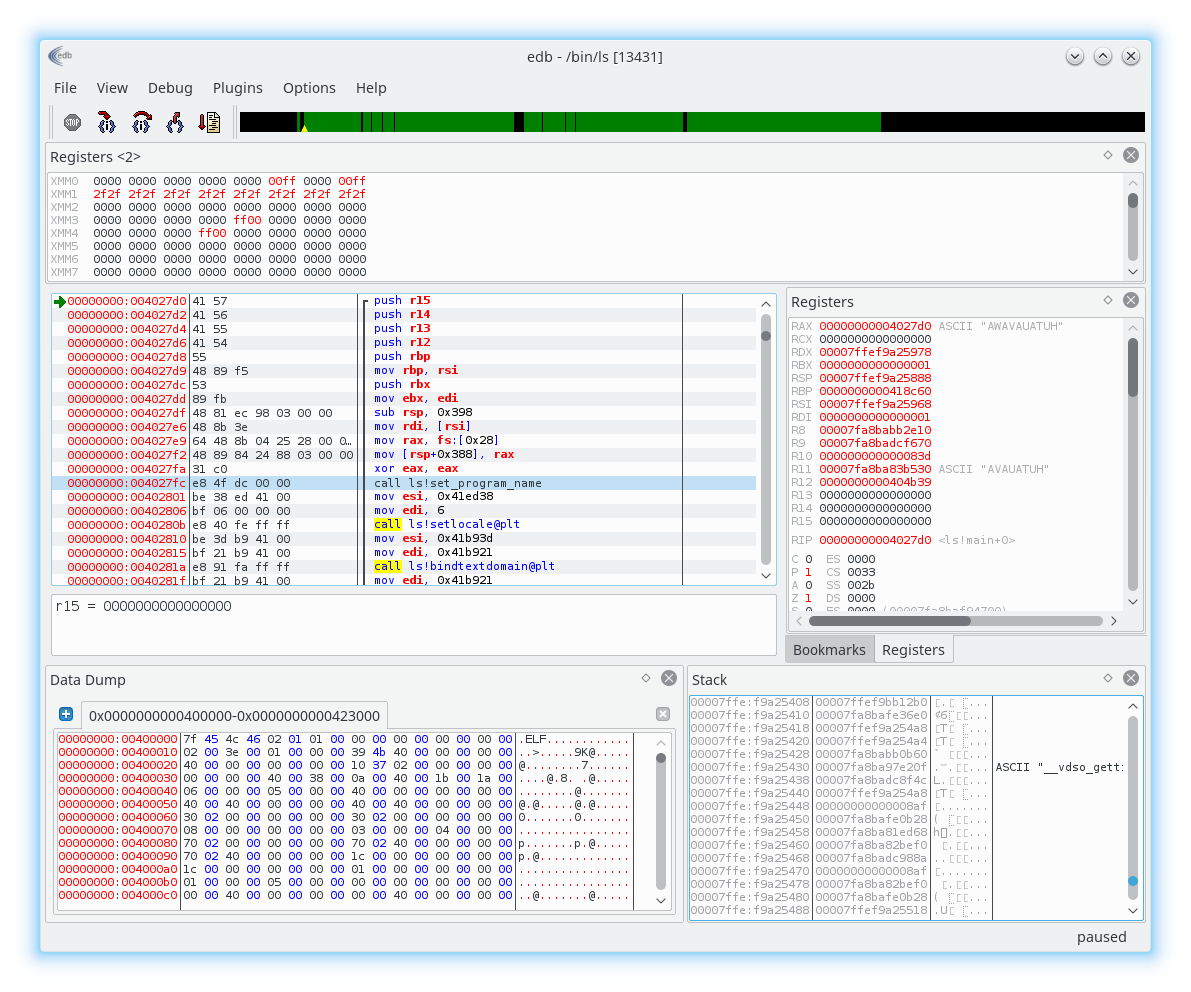 edb
edb - /bin/ls [13431]
File View Debug Plugins Options Help
STOP
Registers <2>
XMM0 0000 0000 0000 0000 0000 00ff 0000 00ff
XMM1 2f2f 2f2f 2f2f 2f2f 2f2f 2f2f 2f2f 2f2f
XMM2 0000 0000 0000 0000 0000 0000 0000 0000
XMM3 0000 0000 0000 0000 ff00 0000 0000 0000
XMM4 0000 0000 0000 ff00 0000 0000 0000 0000
XMM5 0000 0000 0000 0000 0000 0000 0000 0000
XMM6 0000 0000 0000 0000 0000 0000 0000 0000
XMM7 0000 0000 0000 0000 0000 0000 0000 0000
00000000:004027d0 41 57 push r15
00000000:004027d2 41 56 push r14
00000000:004027d4 41 55 push r13
00000000:004027d6 41 54 push r12
00000000:004027d8 55 push rbp
00000000:004027d9 48 89 f5 mov rbp, rsi
00000000:004027dc 53 push rbx
00000000:004027dd 89 fb mov ebx, edi
00000000:004027df 48 81 ec 98 03 00 00 sub rsp, 0x398
00000000:004027e6 48 8b 3e mov rdi, [rsi]
00000000:004027e9 64 48 8b 04 25 28 00 0… mov rax, fs:[0x28]
00000000:004027f2 48 89 84 24 88 03 00 00 mov [rsp+0x388], rax
00000000:004027fa 31 c0 xor eax, eax
00000000:004027fc e8 4f dc 00 00 call ls!set_program_name
00000000:00402801 be 38 ed 41 00 mov esi, 0x41ed38
00000000:00402806 bf 06 00 00 00 mov edi, 6
00000000:0040280b e8 40 fe ff ff call ls!setlocale@plt
00000000:00402810 be 3d b9 41 00 mov esi, 0x41b93d
00000000:00402815 bf 21 b9 41 00 mov edi, 0x41b921
00000000:0040281a e8 91 fa ff ff call ls!bindtextdomain@plt
00000000:0040281f bf 21 b9 41 00 mov edi, 0x41b921
r15 = 0000000000000000
Registers
RAX 00000000004027d0 ASCII "AWAVAUATUH"
RCX 0000000000000000
RDX 00007ffef9a25978
RBX 0000000000000001
RSP 00007ffef9a25888
RBP 0000000000418c60
RSI 00007ffef9a25968
RDI 0000000000000001
R8 00007fa8babb2e10
R9 00007fa8badcf670
R10 000000000000083d
R11 00007fa8ba83b530 ASCII "AVAUATUH"
R12 0000000000404b39
R13 0000000000000000
R14 0000000000000000
R15 0000000000000000
RIP 00000000004027d0 <ls!main+0>
C 0 ES 0000
P 1 CS 0033
A 0 SS 002b
Z 1 DS 0000
S 0 FS 0000 (00007fa8baf94700)
Bookmarks Registers
Data Dump
0x0000000000400000-0x0000000000423000
00000000:00400000 7f 45 4c 46 02 01 01 00 00 00 00 00 00 00 00 00 .ELF............
00000000:00400010 02 00 3e 00 01 00 00 00 39 4b 40 00 00 00 00 00 ..>.....9K@.....
00000000:00400020 40 00 00 00 00 00 00 00 10 37 02 00 00 00 00 00 @........7......
00000000:00400030 00 00 00 00 40 00 38 00 0a 00 40 00 1b 00 1a 00 ....@.8...@.....
00000000:00400040 06 00 00 00 05 00 00 00 40 00 00 00 00 00 00 00 ........@.......
00000000:00400050 40 00 40 00 00 00 00 00 40 00 40 00 00 00 00 00 @.@.....@.@.....
00000000:00400060 30 02 00 00 00 00 00 00 30 02 00 00 00 00 00 00 0.......0.......
00000000:00400070 08 00 00 00 00 00 00 00 03 00 00 00 04 00 00 00 ................
00000000:00400080 70 02 00 00 00 00 00 00 70 02 40 00 00 00 00 00 p.......p.@.....
00000000:00400090 70 02 40 00 00 00 00 00 1c 00 00 00 00 00 00 00 p.@.............
00000000:004000a0 1c 00 00 00 00 00 00 00 01 00 00 00 00 00 00 00 ................
00000000:004000b0 01 00 00 00 05 00 00 00 00 00 00 00 00 00 00 00 ................
00000000:004000c0 00 00 40 00 00 00 00 00 00 00 40 00 00 00 00 00 ..@.......@.....
Stack
00007ffe:f9a25408 00007ffef9bb12b0
00007ffe:f9a25410 00007fa8bafe36e0
00007ffe:f9a25418 00007ffef9a254a8
00007ffe:f9a25420 00007ffef9a254a4
00007ffe:f9a25428 00007fa8babb0b60
00007ffe:f9a25430 00007fa8ba97e20f ASCII "__vdso_gett
00007ffe:f9a25438 00007fa8badc8f4c
00007ffe:f9a25440 00007ffef9a254a8
00007ffe:f9a25448 00000000000008af
00007ffe:f9a25450 00007fa8bafe0b28
00007ffe:f9a25458 00007fa8ba81ed68
00007ffe:f9a25460 00007fa8ba82bef0
00007ffe:f9a25468 00007fa8badc988a
00007ffe:f9a25470 00000000000008af
00007ffe:f9a25478 00007fa8ba82bef0
00007ffe:f9a25480 00007fa8bafe0b28
00007ffe:f9a25488 00007ffef9a25518
paused